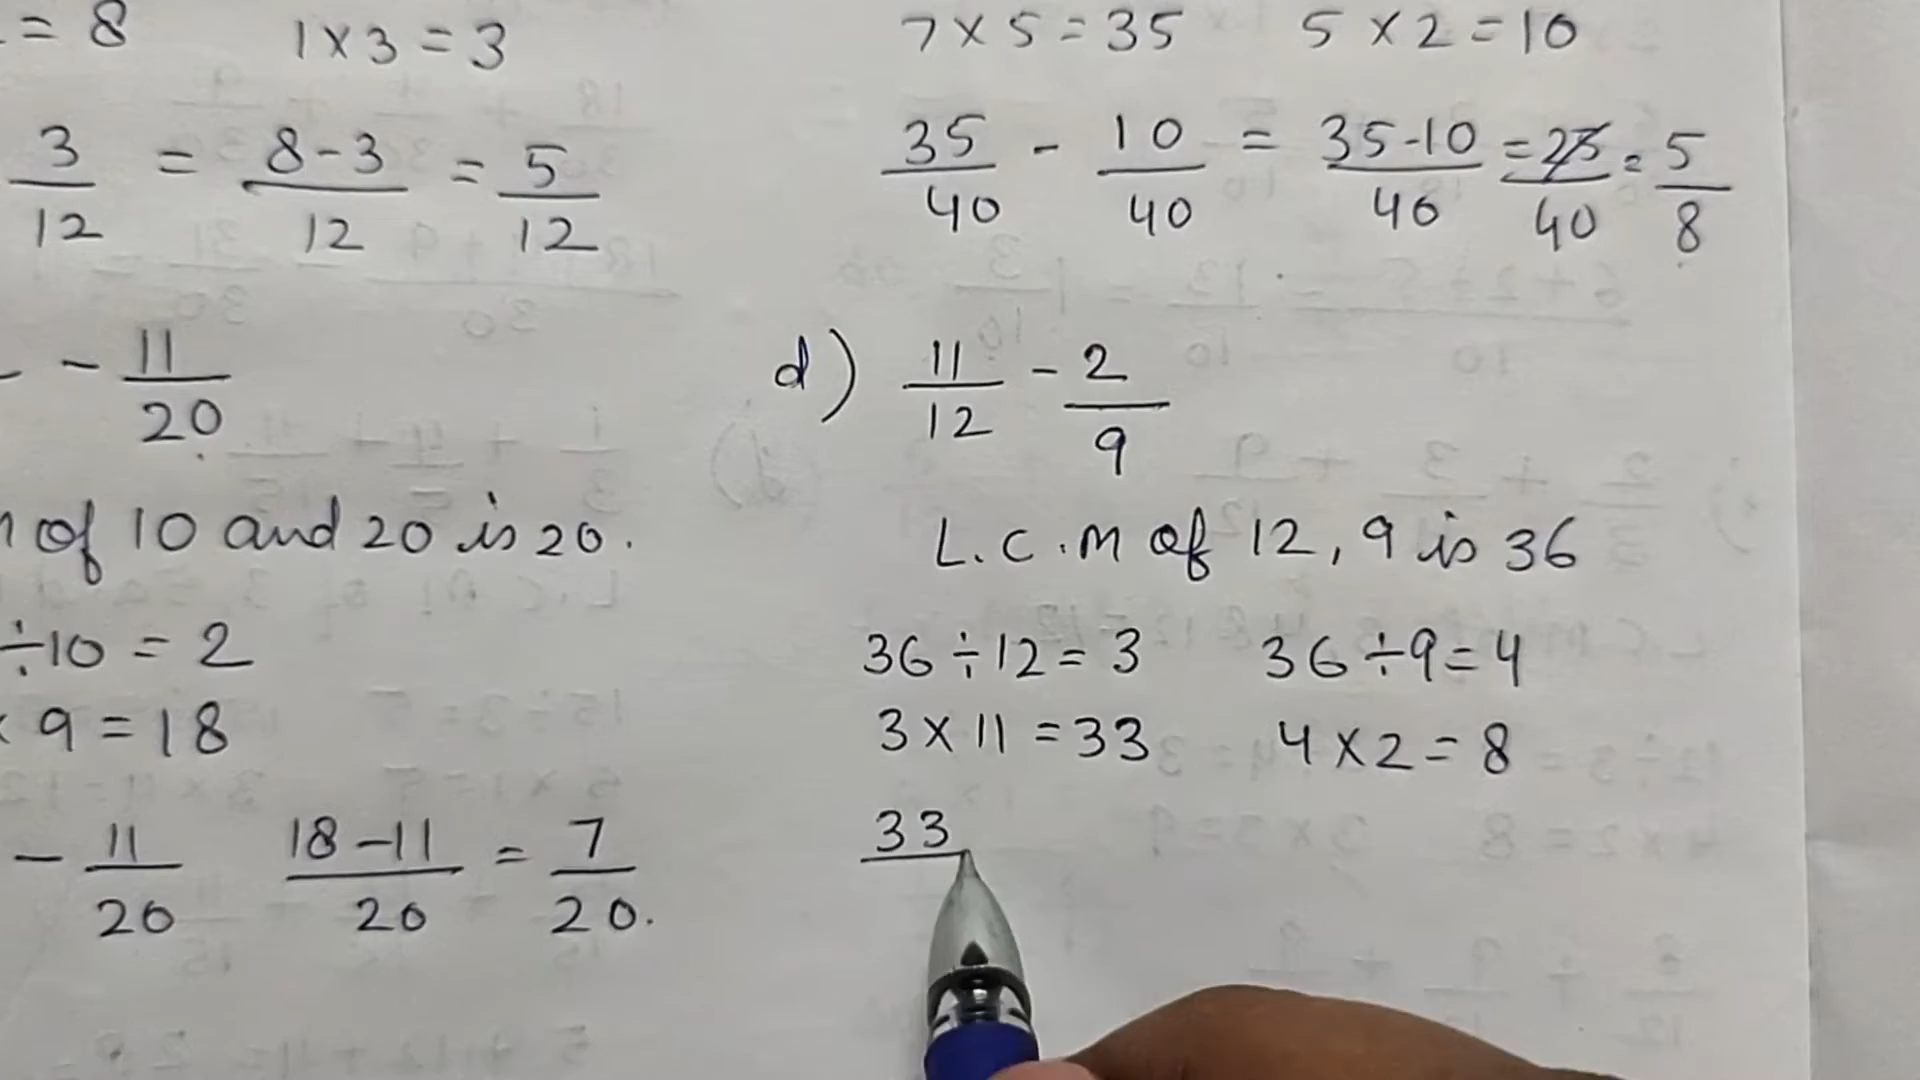 = 8 1 x 3 = 3
3/12 = 8-3/12 = 5/12
- 11/20
of 10 and 20 is 20.
÷10 = 2
x 9 = 18
- 11/20 18-11/20 = 7/20.
7 x 5 = 35 5 x 2 = 10
35/40 - 10/40 = 35-10/40 = 25/40 = 5/8
d) 11/12 - 2/9
L.C.M of 12, 9 is 36
36 ÷ 12 = 3 36 ÷ 9 = 4
3 x 11 = 33 4 x 2 = 8
33